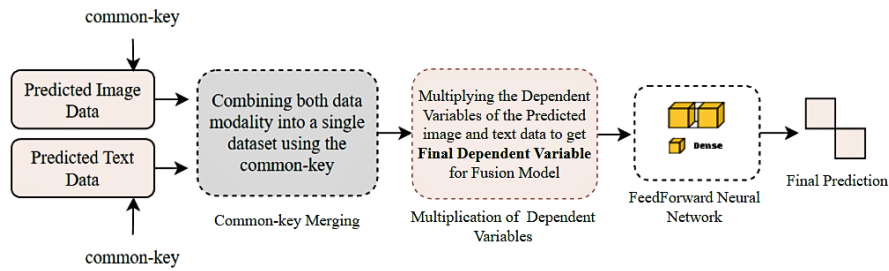 common-key
Predicted Image
Data
Predicted Text
Data
common-key
Combining both data
modality into a single
dataset using the
common-key
Common-key Merging
Multiplying the Dependent
Variables of the Predicted
image and text data to get
Final Dependent Variable
for Fusion Model
Multiplication of Dependent
Variables
Dense
FeedForward Neural
Network
Final Prediction